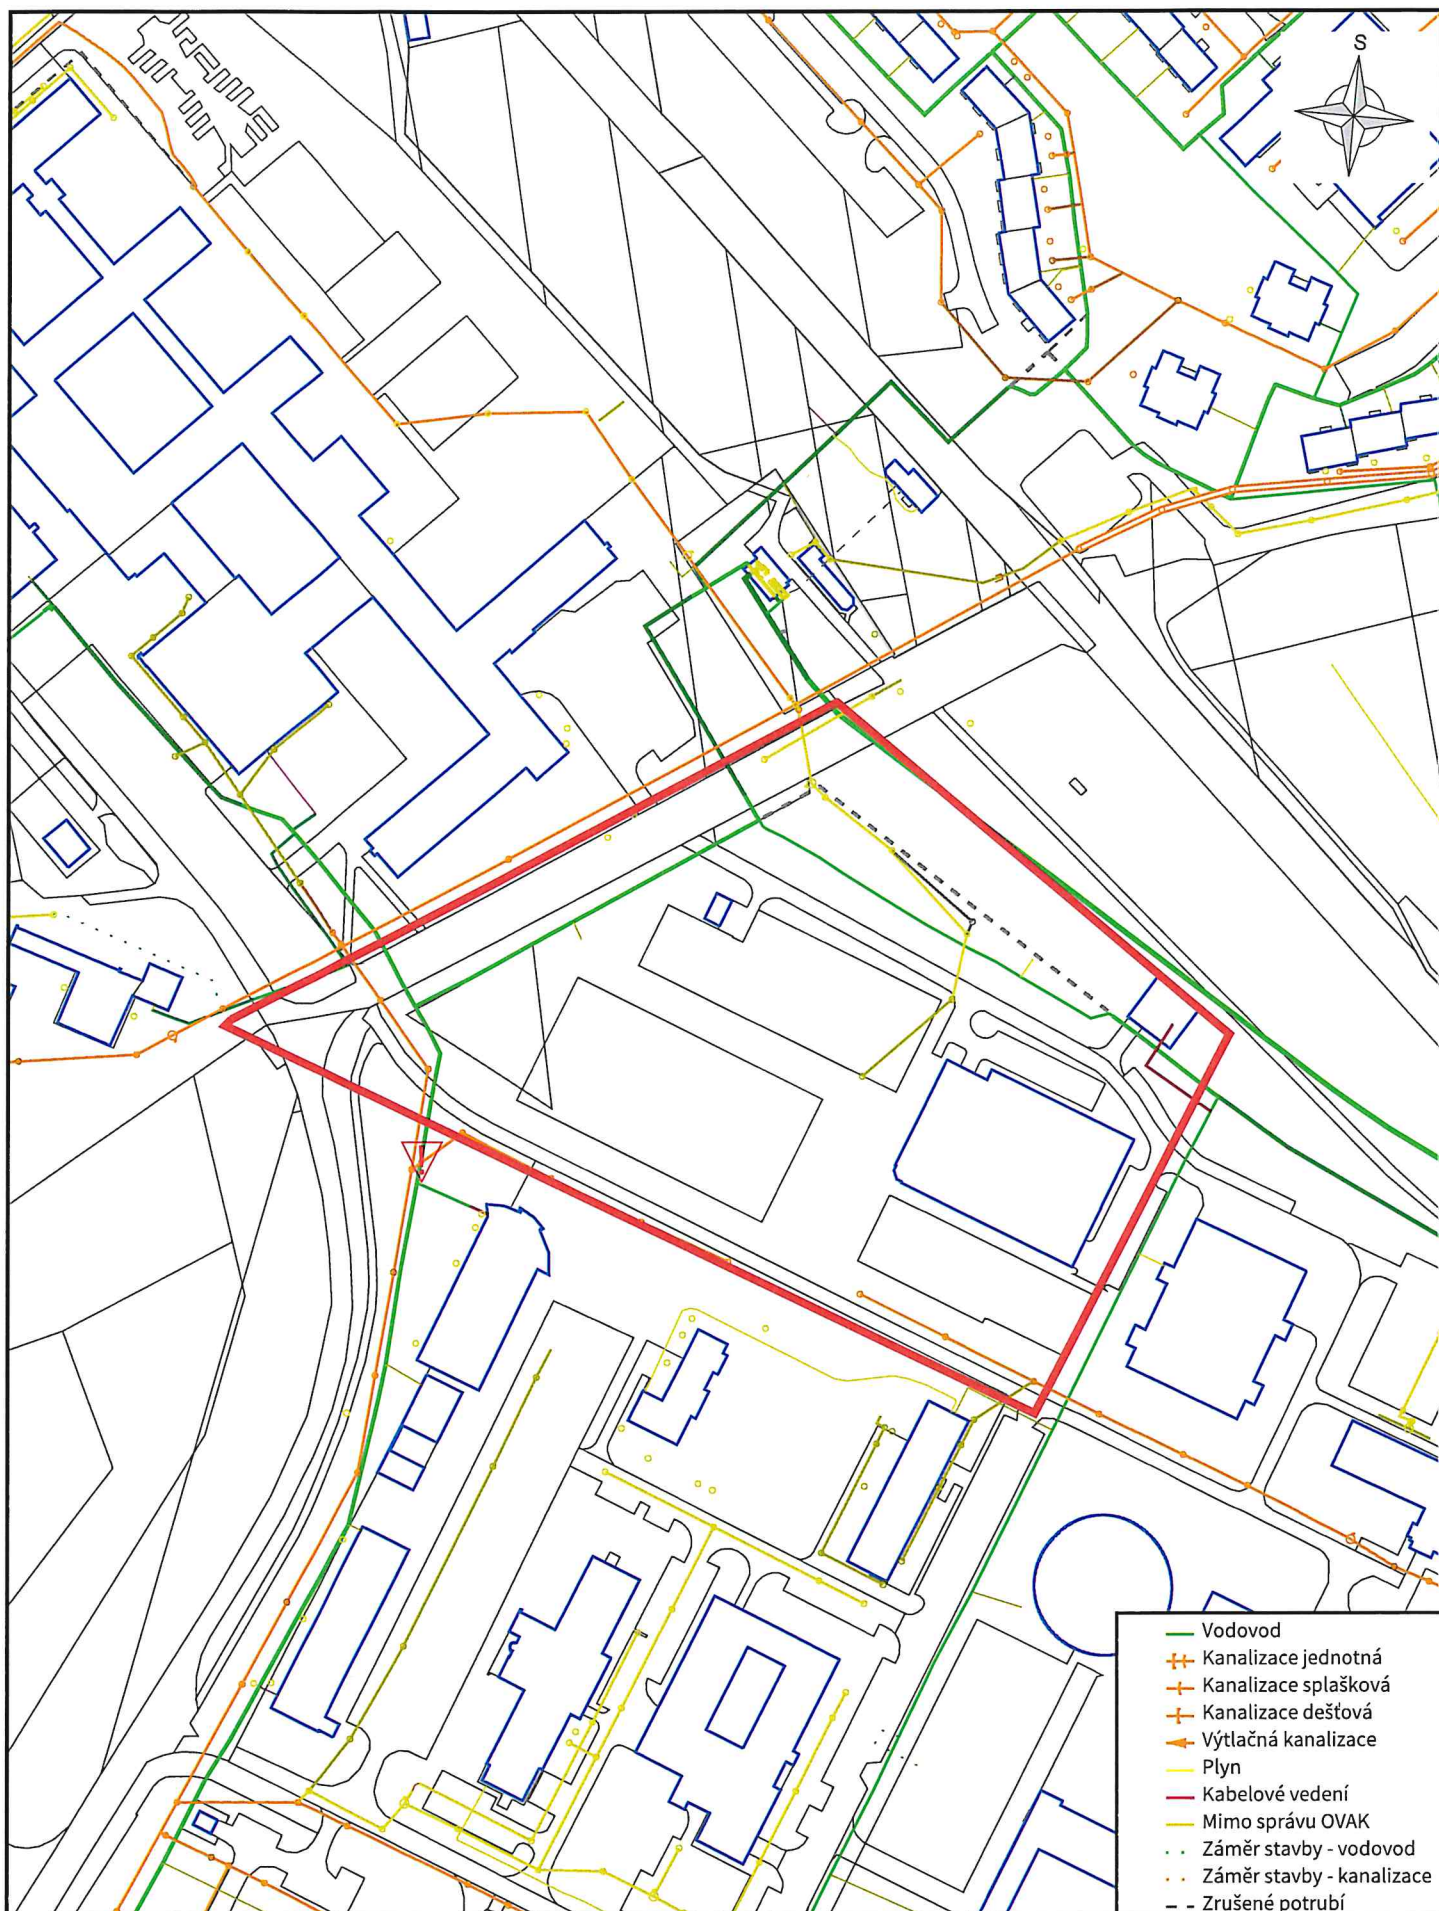 S
Vodovod
Kanalizace jednotná
Kanalizace splašková
Kanalizace dešťová
Výtlačná kanalizace
Plyn
Kabelové vedení
Mimo správu OVAK
Záměr stavby - vodovod
Záměr stavby - kanalizace
Zrušené potrubí